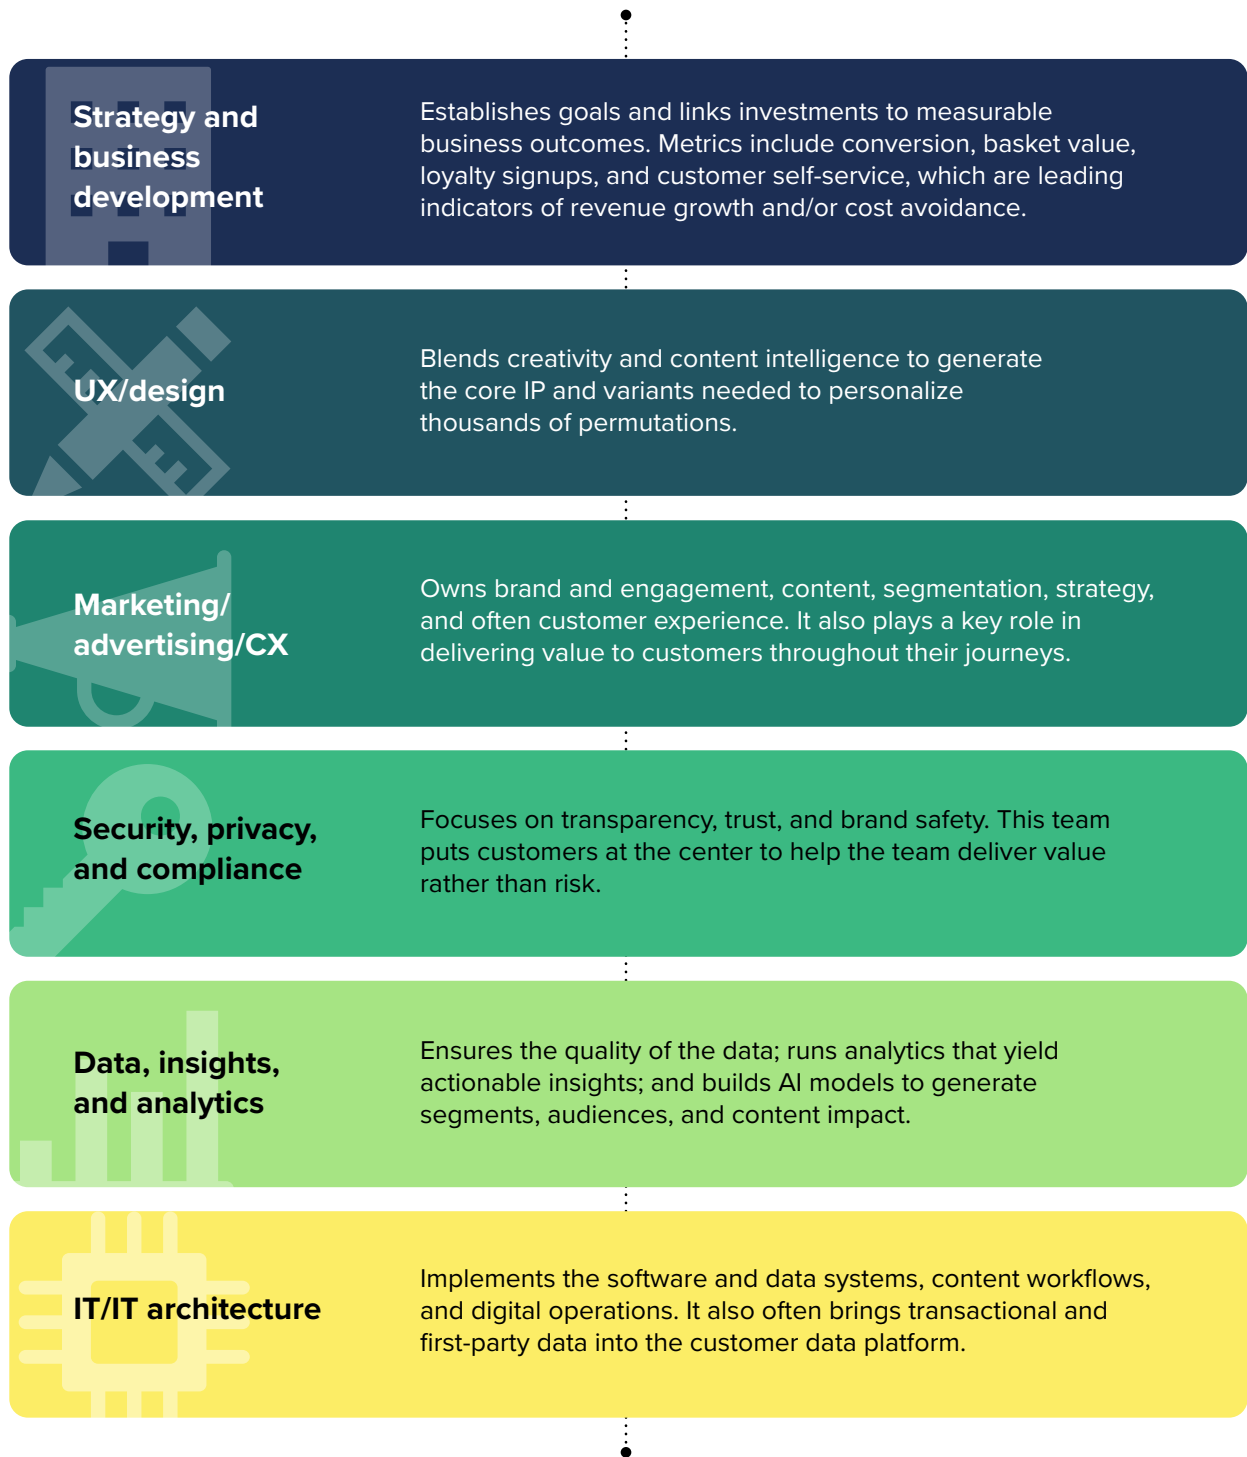 Strategy and
business
development
Establishes goals and links investments to measurable
business outcomes. Metrics include conversion, basket value,
loyalty signups, and customer self-service, which are leading
indicators of revenue growth and/or cost avoidance.
UX/design
Blends creativity and content intelligence to generate
the core IP and variants needed to personalize
thousands of permutations.
Marketing/
advertising/CX
Owns brand and engagement, content, segmentation, strategy,
and often customer experience. It also plays a key role in
delivering value to customers throughout their journeys.
Security, privacy,
and compliance
Focuses on transparency, trust, and brand safety. This team
puts customers at the center to help the team deliver value
rather than risk.
Data, insights,
and analytics
Ensures the quality of the data; runs analytics that yield
actionable insights; and builds AI models to generate
segments, audiences, and content impact.
IT/IT architecture
Implements the software and data systems, content workflows,
and digital operations. It also often brings transactional and
first-party data into the customer data platform.